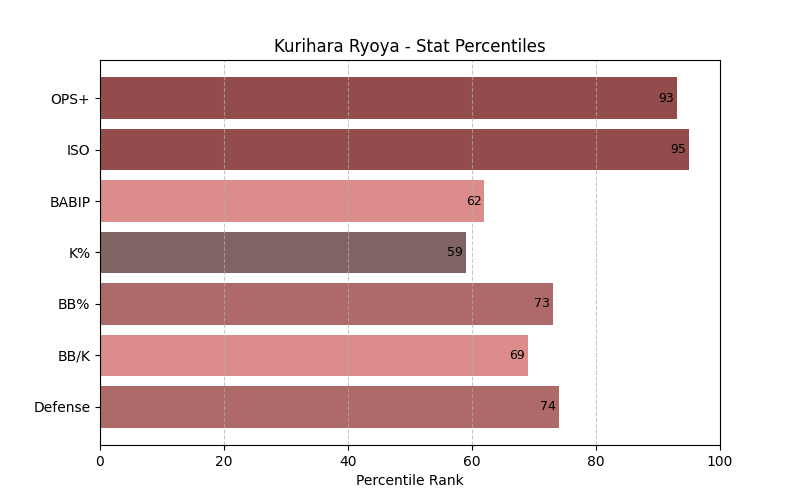 Kurihara Ryoya - Stat Percentiles
OPS+ 93
ISO 95
BABIP 62
K% 59
BB% 73
BB/K 69
Defense 74
0 20 40 60 80 100
Percentile Rank